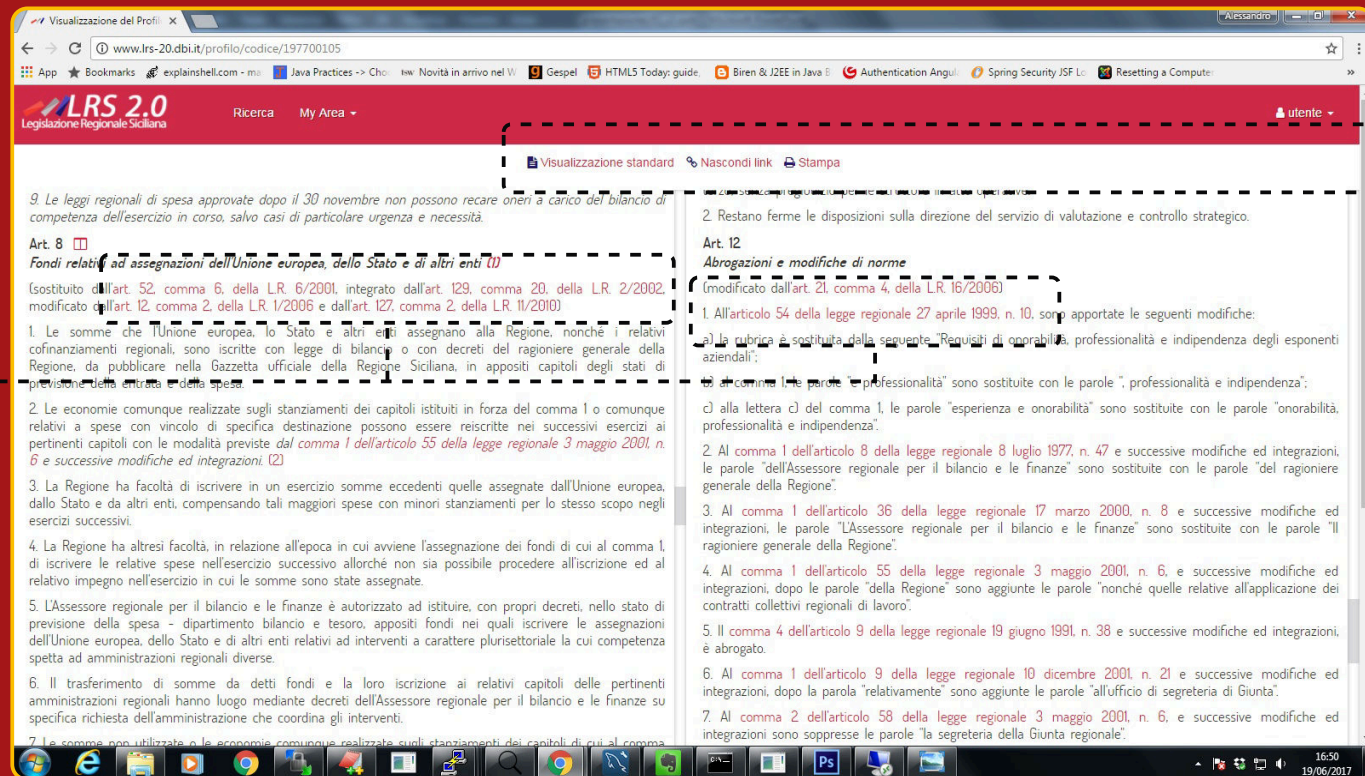 Visualizzazione del Profil
Alessandro
www.lrs-20.dbi.it/profilo/codice/197700105
App Bookmarks explainshell.com - ma Java Practices -> Cho Novità in arrivo nel W Gespel HTML5 Today: guide, Biren & J2EE in Java Authentication Angul Spring Security JSF Lo Resetting a Compute
LRS 2.0
Legislazione Regionale Siciliana
Ricerca My Area
utente
Visualizzazione standard Nascondi link Stampa
9. Le leggi regionali di spesa approvate dopo il 30 novembre non possono recare oneri a carico del bilancio di
competenza dell'esercizio in corso, salvo casi di particolare urgenza e necessità.
Art. 8
Fondi relativi ad assegnazioni dell'Unione europea, dello Stato e di altri enti (1)
(sostituito dall'art. 52, comma 6, della L.R. 6/2001, integrato dall'art. 129, comma 20, della L.R. 2/2002,
modificato dall'art. 12, comma 2, della L.R. 1/2006 e dall'art. 127, comma 2, della L.R. 11/2010)
1. Le somme che l'Unione europea, lo Stato e altri enti assegnano alla Regione, nonché i relativi
cofinanziamenti regionali, sono iscritte con legge di bilancio o con decreti del ragioniere generale della
Regione, da pubblicare nella Gazzetta ufficiale della Regione Siciliana, in appositi capitoli degli stati di
previsione della entrata e della spesa.
2. Le economie comunque realizzate sugli stanziamenti dei capitoli istituiti in forza del comma 1 o comunque
relativi a spese con vincolo di specifica destinazione possono essere reiscritte nei successivi esercizi ai
pertinenti capitoli con le modalità previste dal comma 1 dell'articolo 55 della legge regionale 3 maggio 2001, n.
6 e successive modifiche ed integrazioni. (2)
3. La Regione ha facoltà di iscrivere in un esercizio somme eccedenti quelle assegnate dall'Unione europea,
dallo Stato e da altri enti, compensando tali maggiori spese con minori stanziamenti per lo stesso scopo negli
esercizi successivi.
4. La Regione ha altresì facoltà, in relazione all'epoca in cui avviene l'assegnazione dei fondi di cui al comma 1,
di iscrivere le relative spese nell'esercizio successivo allorché non sia possibile procedere all'iscrizione ed al
relativo impegno nell'esercizio in cui le somme sono state assegnate.
5. L'Assessore regionale per il bilancio e le finanze è autorizzato ad istituire, con propri decreti, nello stato di
previsione della spesa - dipartimento bilancio e tesoro, appositi fondi nei quali iscrivere le assegnazioni
dell'Unione europea, dello Stato e di altri enti relativi ad interventi a carattere plurisettoriale la cui competenza
spetta ad amministrazioni regionali diverse.
6. Il trasferimento di somme da detti fondi e la loro iscrizione ai relativi capitoli delle pertinenti
amministrazioni regionali hanno luogo mediante decreti dell'Assessore regionale per il bilancio e le finanze su
specifica richiesta dell'amministrazione che coordina gli interventi.
7. Le somme non utilizzate o le economie comunque realizzate sugli stanziamenti dei capitoli di cui al comma
2. Restano ferme le disposizioni sulla direzione del servizio di valutazione e controllo strategico.
Art. 12
Abrogazioni e modifiche di norme
(modificato dall'art. 21, comma 4, della L.R. 16/2006)
1. All'articolo 54 della legge regionale 27 aprile 1999, n. 10, sono apportate le seguenti modifiche:
a) la rubrica è sostituita dalla seguente "Requisiti di onorabilità, professionalità e indipendenza degli esponenti
aziendali";
b) al comma 1, le parole "e professionalità" sono sostituite con le parole ", professionalità e indipendenza";
c) alla lettera c) del comma 1, le parole "esperienza e onorabilità" sono sostituite con le parole "onorabilità,
professionalità e indipendenza".
2. Al comma 1 dell'articolo 8 della legge regionale 8 luglio 1977, n. 47 e successive modifiche ed integrazioni,
le parole "dell'Assessore regionale per il bilancio e le finanze" sono sostituite con le parole "del ragioniere
generale della Regione".
3. Al comma 1 dell'articolo 36 della legge regionale 17 marzo 2000, n. 8 e successive modifiche ed
integrazioni, le parole "L'Assessore regionale per il bilancio e le finanze" sono sostituite con le parole "Il
ragioniere generale della Regione".
4. Al comma 1 dell'articolo 55 della legge regionale 3 maggio 2001, n. 6, e successive modifiche ed
integrazioni, dopo le parole "della Regione" sono aggiunte le parole "nonché quelle relative all'applicazione dei
contratti collettivi regionali di lavoro".
5. Il comma 4 dell'articolo 9 della legge regionale 19 giugno 1991, n. 38 e successive modifiche ed integrazioni,
è abrogato.
6. Al comma 1 dell'articolo 9 della legge regionale 10 dicembre 2001, n. 21 e successive modifiche ed
integrazioni, dopo la parola "relativamente" sono aggiunte le parole "all'ufficio di segreteria di Giunta".
7. Al comma 2 dell'articolo 58 della legge regionale 3 maggio 2001, n. 6, e successive modifiche ed
integrazioni sono soppresse le parole "la segreteria della Giunta regionale".
Ps
16:50
19/06/2017